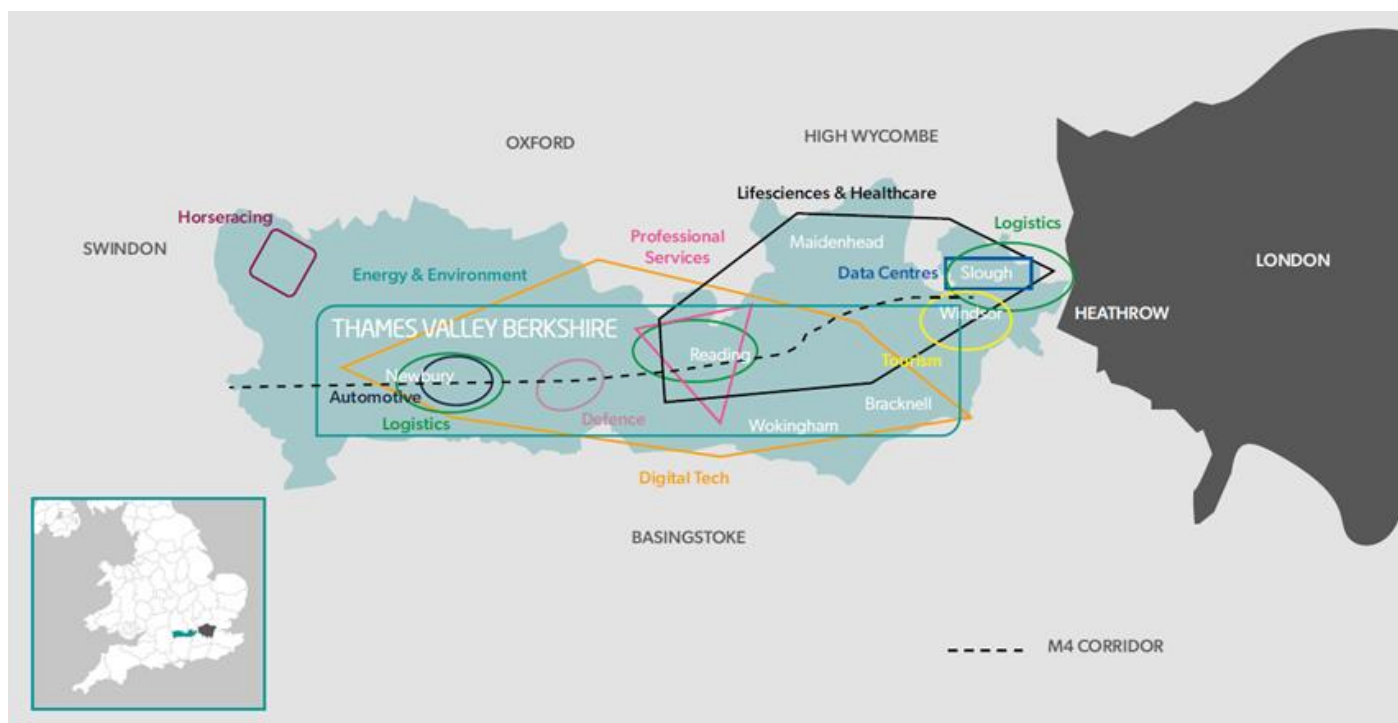 OXFORD
HIGH WYCOMBE
Lifesciences & Healthcare
Horseracing
Logistics
Professional
Services
SWINDON
Maidenhead
Energy & Environment
Data Centres
Slough
LONDON
THAMES VALLEY BERKSHIRE
Windsor
HEATHROW
Reading
Tourism
Newbury
Automotive
Bracknell
Logistics
Defence
Wokingham
Digital Tech
BASINGSTOKE
M4 CORRIDOR